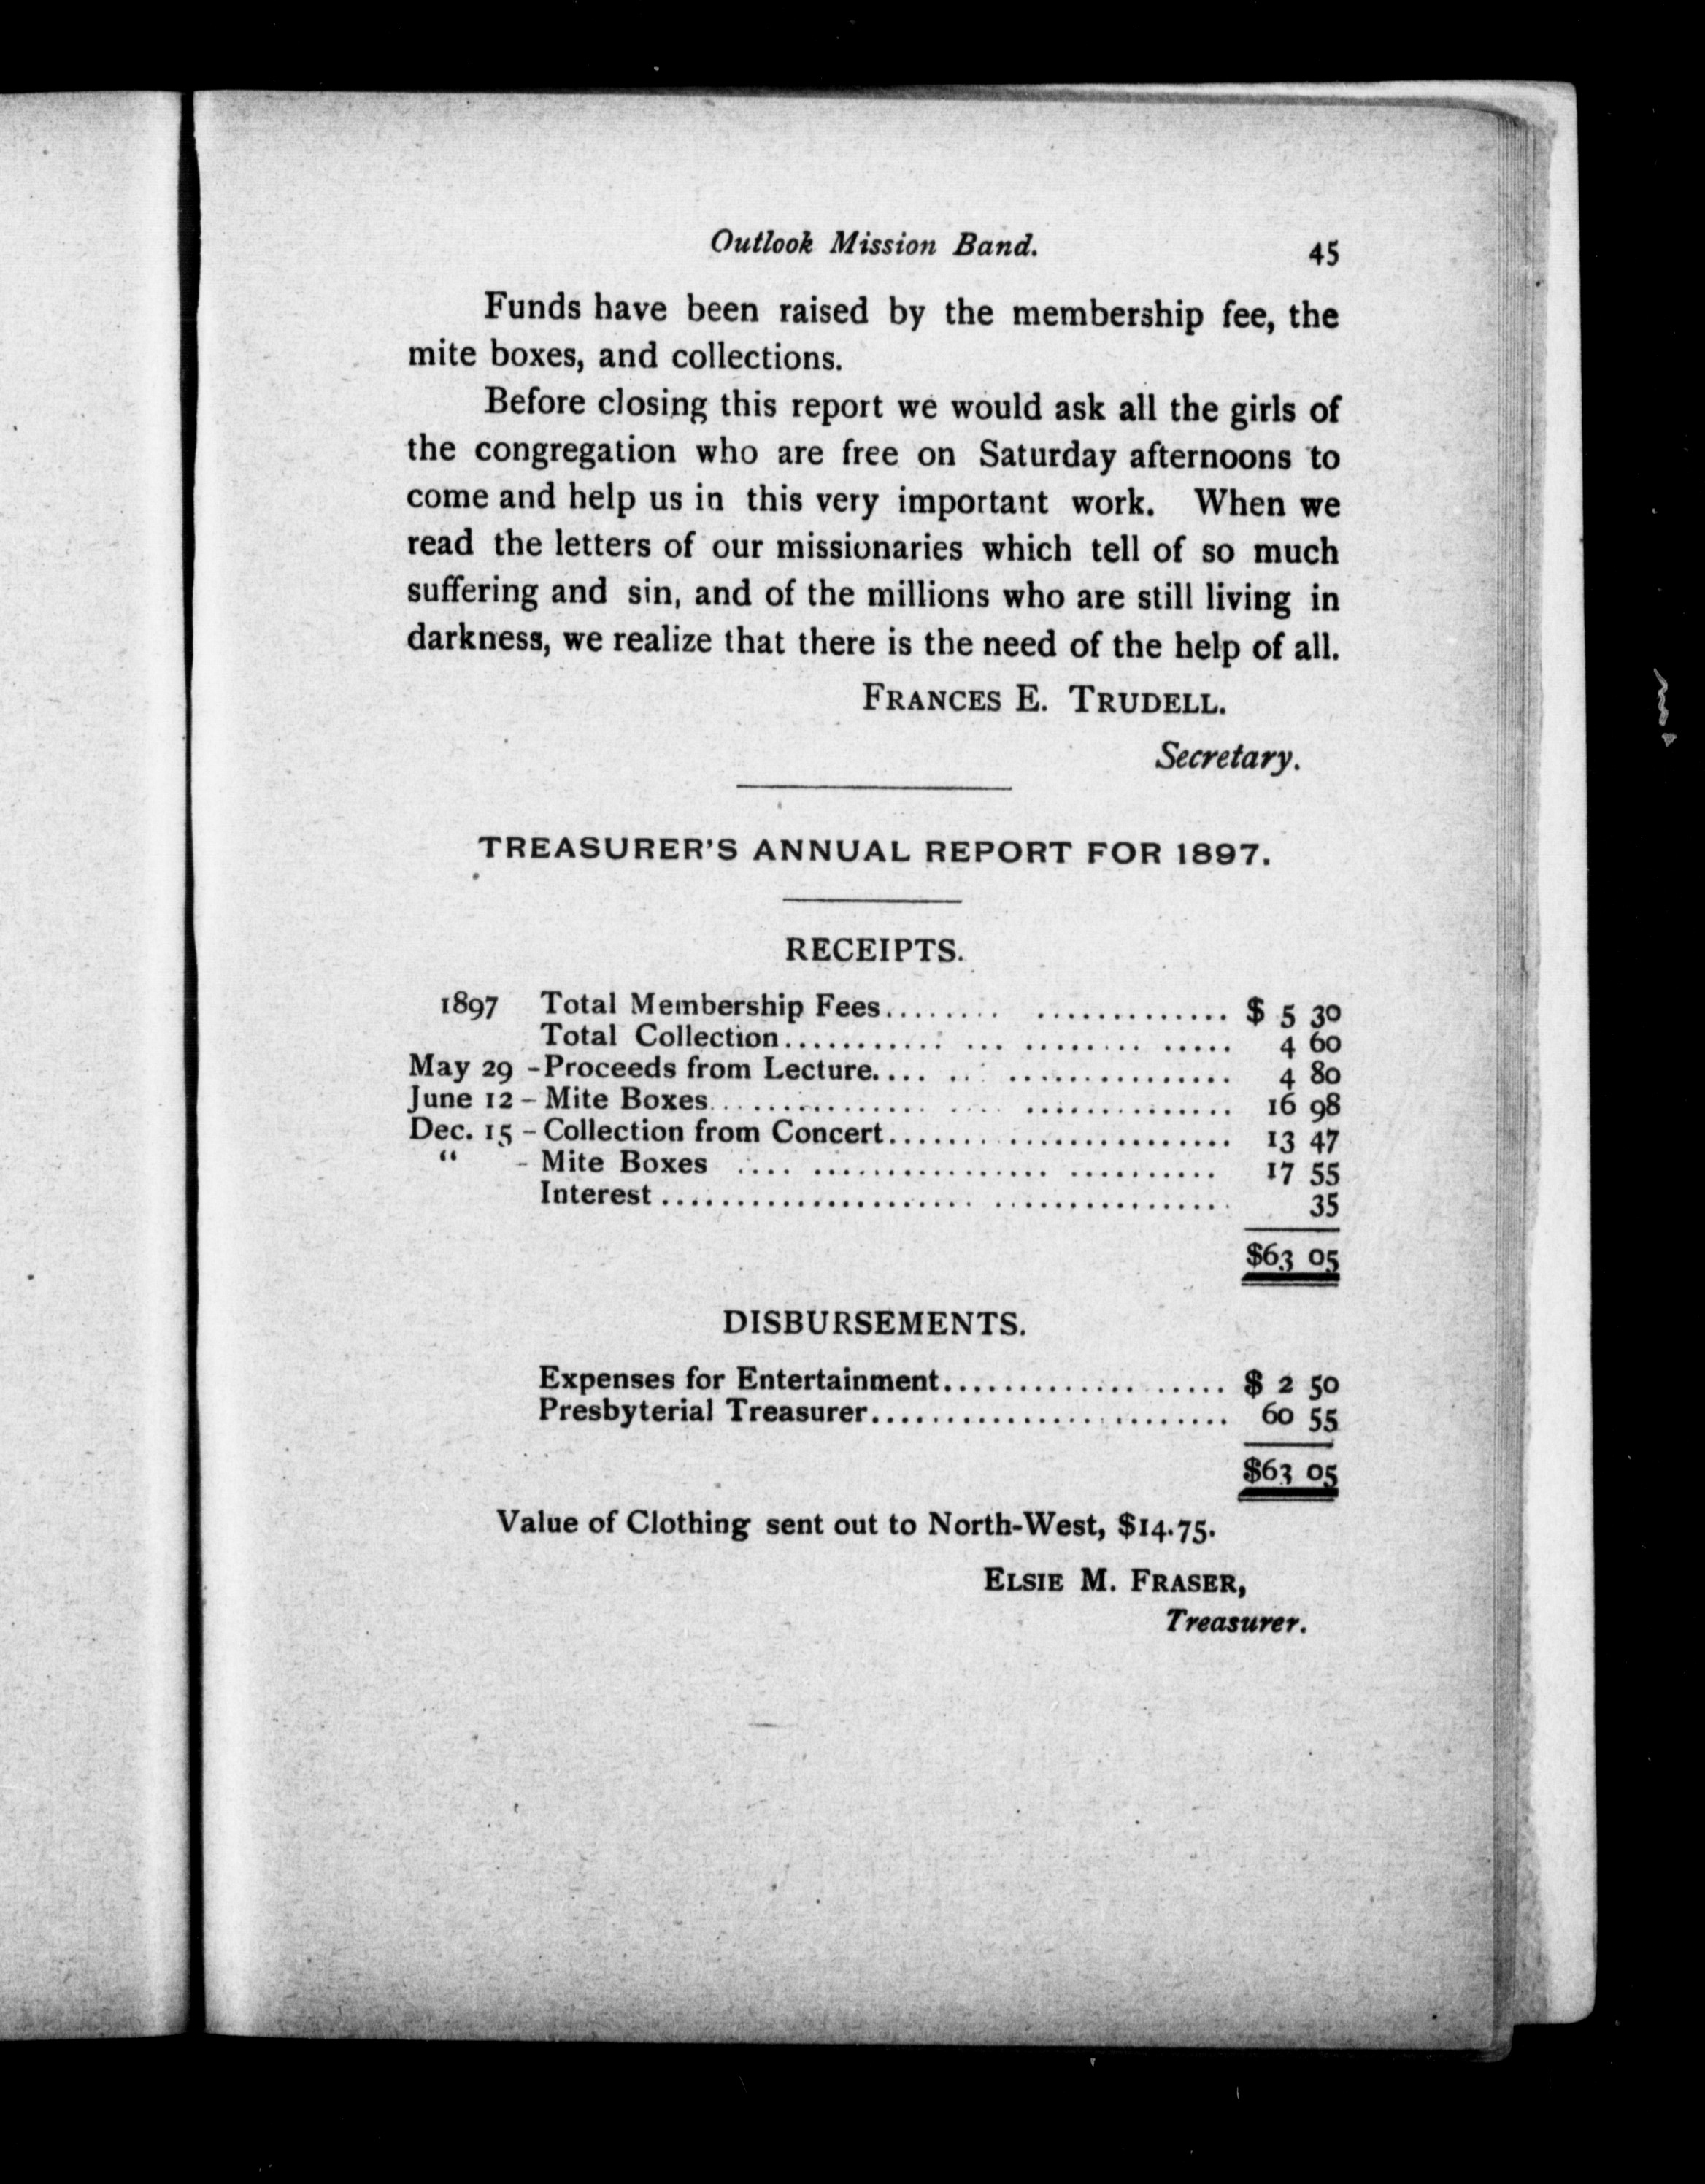 Outlook Mission Band. 45
Funds have been raised by the membership fee, the
mite boxes, and collections.
Before closing this report we would ask all the girls of
the congregation who are free on Saturday afternoons to
come and help us in this very important work. When we
read the letters of our missionaries which tell of so much
suffering and sin, and of the millions who are still living in
darkness, we realize that there is the need of the help of all.
FRANCES E. TRUDELL.
Secretary.
TREASURER'S ANNUAL REPORT FOR 1897.
RECEIPTS.
1897 Total Membership Fees........ ............. $ 5 30
Total Collection........... ... ........ ..... 4 60
May 29 -Proceeds from Lecture.... ... ............... 4 80
June 12 - Mite Boxes.................. .... .............. 16 98
Dec. 15 - Collection from Concert............................ 13 47
" - Mite Boxes .... ................... .......... 17 55
Interest ..................... ................ 35
$63 05
DISBURSEMENTS.
Expenses for Entertainment.............. ..... $ 2 50
Presbyterial Treasurer........................ 60 55
$63 05
Value of Clothing sent out to North-West, $14.75.
ELSIE M. FRASER,
Treasurer.